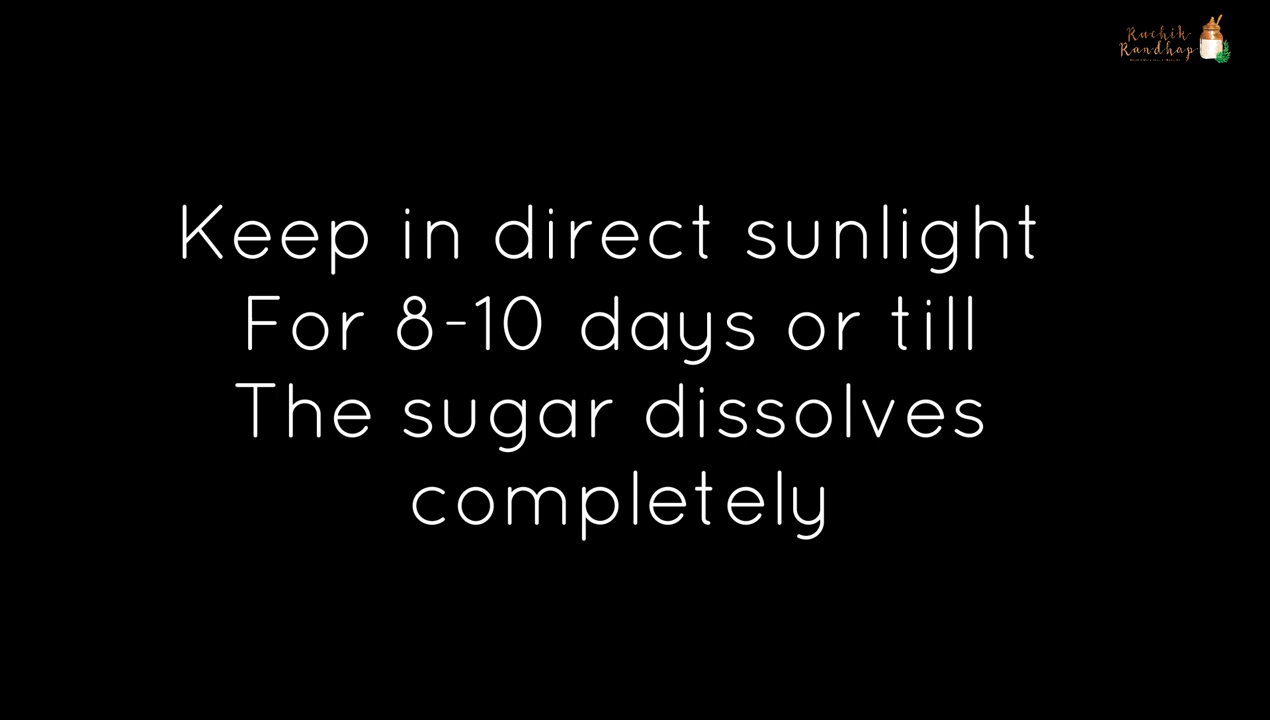 Ruchik
Randhap
Keep in direct sunlight
For 8-10 days or till
The sugar dissolves
completely